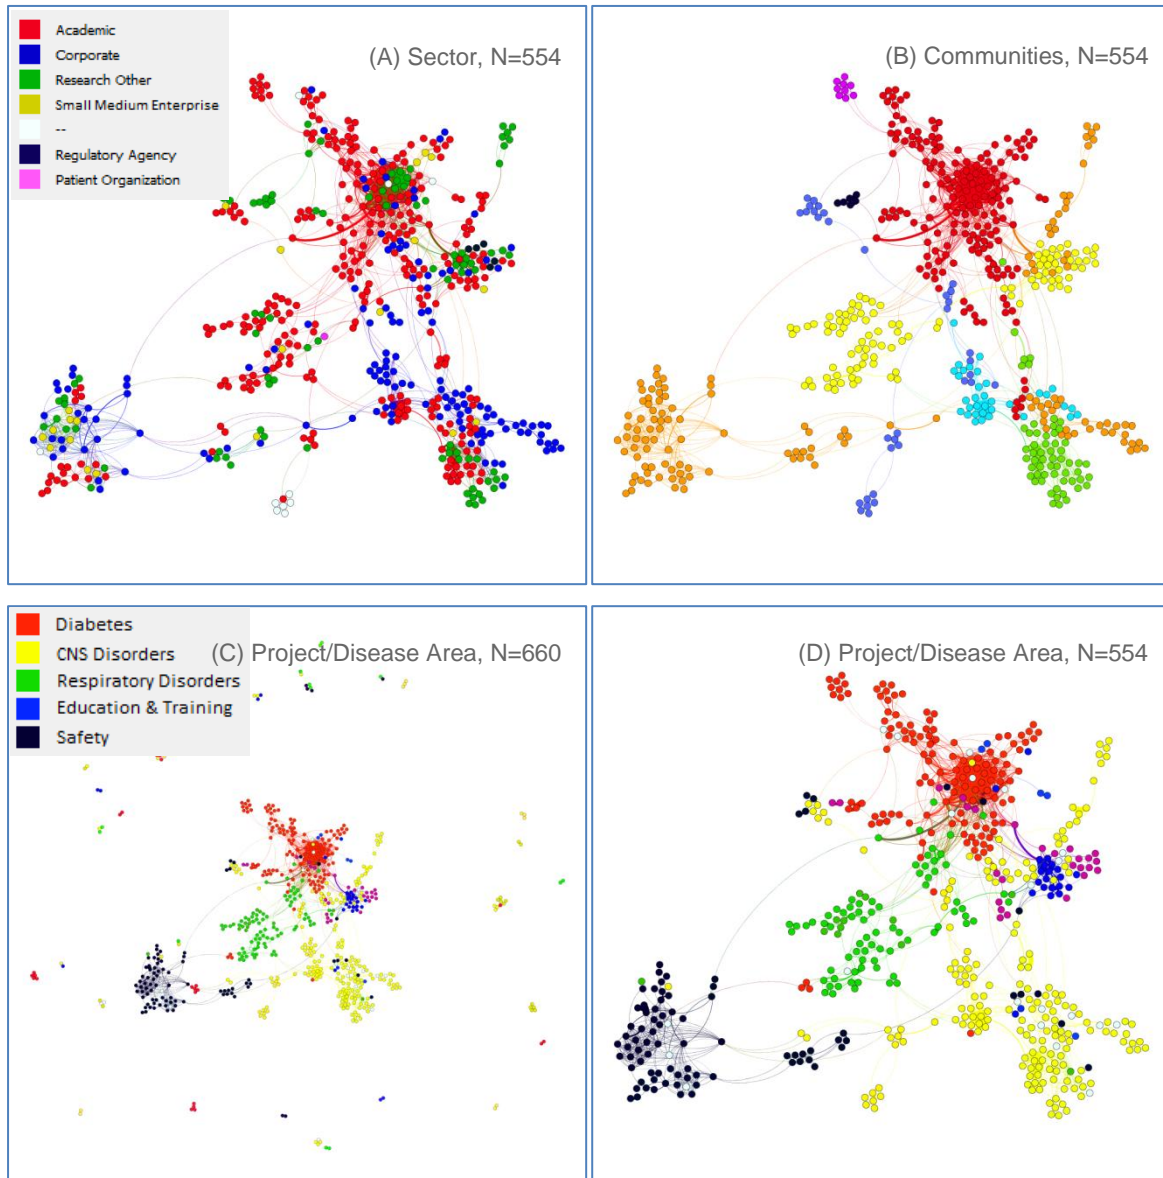 Academic
Corporate
Research Other
Small Medium Enterprise
--
Regulatory Agency
Patient Organization
(A) Sector, N=554
(B) Communities, N=554
Diabetes
CNS Disorders
Respiratory Disorders
Education & Training
Safety
(C) Project/Disease Area, N=660
(D) Project/Disease Area, N=554